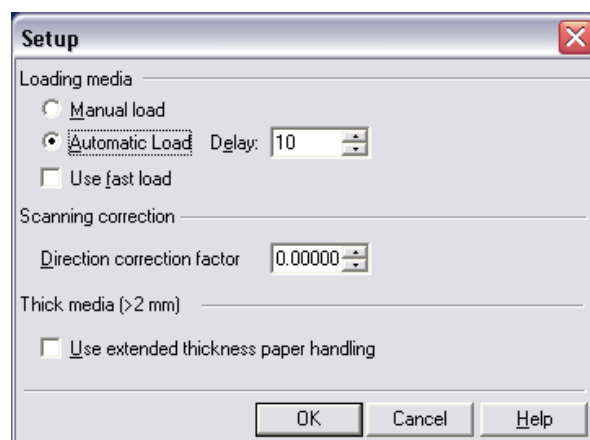 Setup
Loading media
Manual load
Automatic Load Delay: 10
Use fast load
Scanning correction
Direction correction factor 0.00000
Thick media (>2 mm)
Use extended thickness paper handling
OK Cancel Help